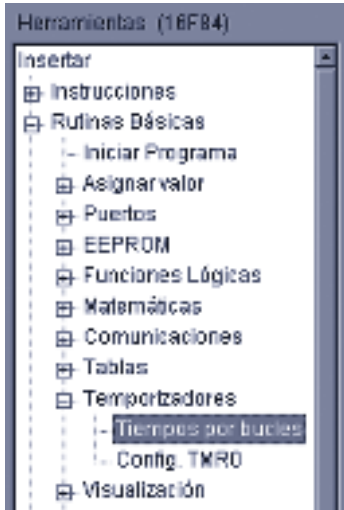 Herramientas (16F84)
Insertar
Instrucciones
Rutinas Básicas
Iniciar Programa
Asignar valor
Puertos
EEPROM
Funciones Lógicas
Matemáticas
Comunicaciones
Tablas
Temporizadores
Tiempos por bucles
Config. TMR0
Visualización